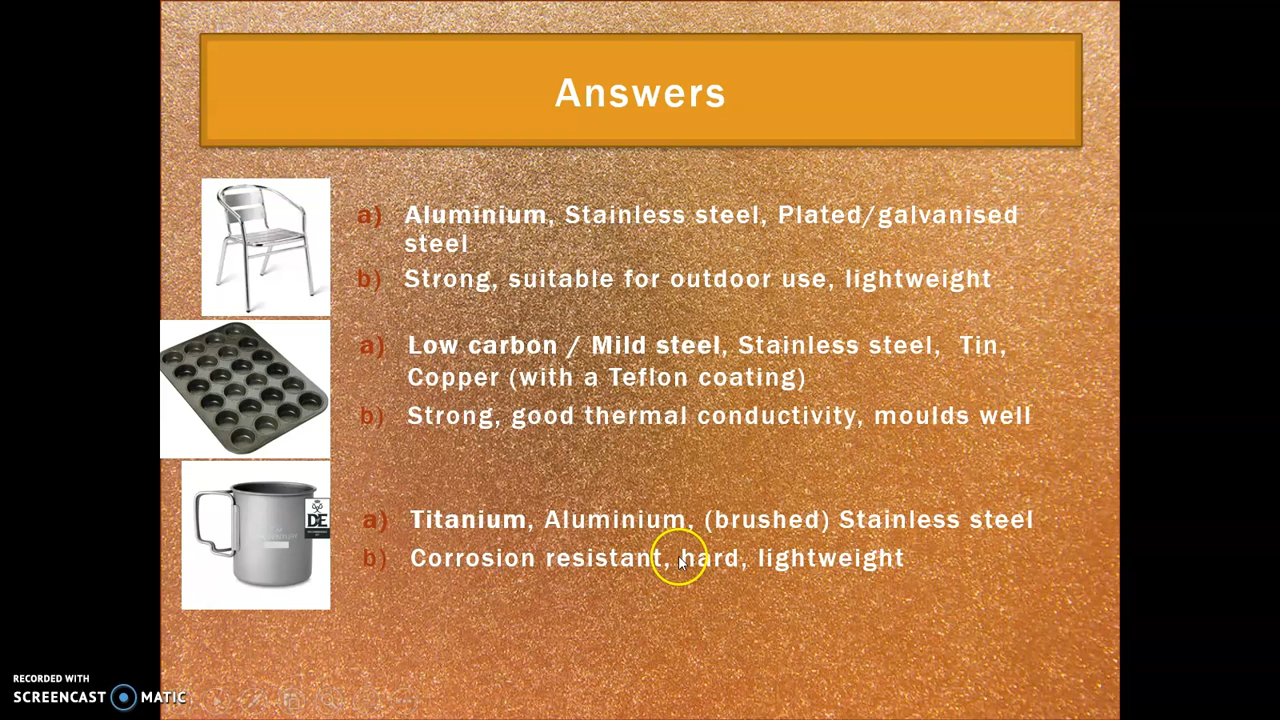 Answers
a) Aluminium, Stainless steel, Plated/galvanised
steel
b) Strong, suitable for outdoor use, lightweight
a) Low carbon / Mild steel, Stainless steel, Tin,
Copper (with a Teflon coating)
b) Strong, good thermal conductivity, moulds well
DE
a) Titanium, Aluminium, (brushed) Stainless steel
b) Corrosion resistant, hard, lightweight
RECORDED WITH
SCREENCAST MATIC